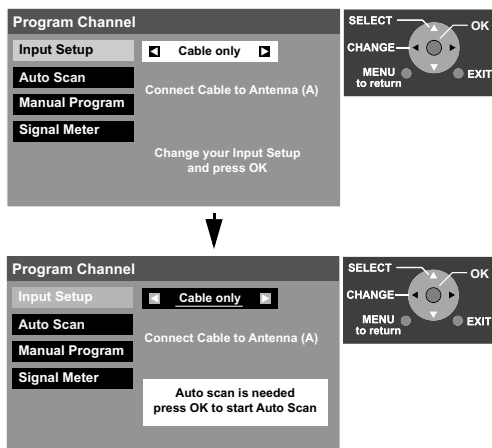 Program Channel
Input Setup
Cable only
Auto Scan
Connect Cable to Antenna (A)
Manual Program
Signal Meter
Change your Input Setup
and press OK
SELECT
OK
CHANGE
MENU
to return
EXIT
Program Channel
Input Setup
Cable only
Auto Scan
Connect Cable to Antenna (A)
Manual Program
Signal Meter
Auto scan is needed
press OK to start Auto Scan
SELECT
OK
CHANGE
MENU
to return
EXIT